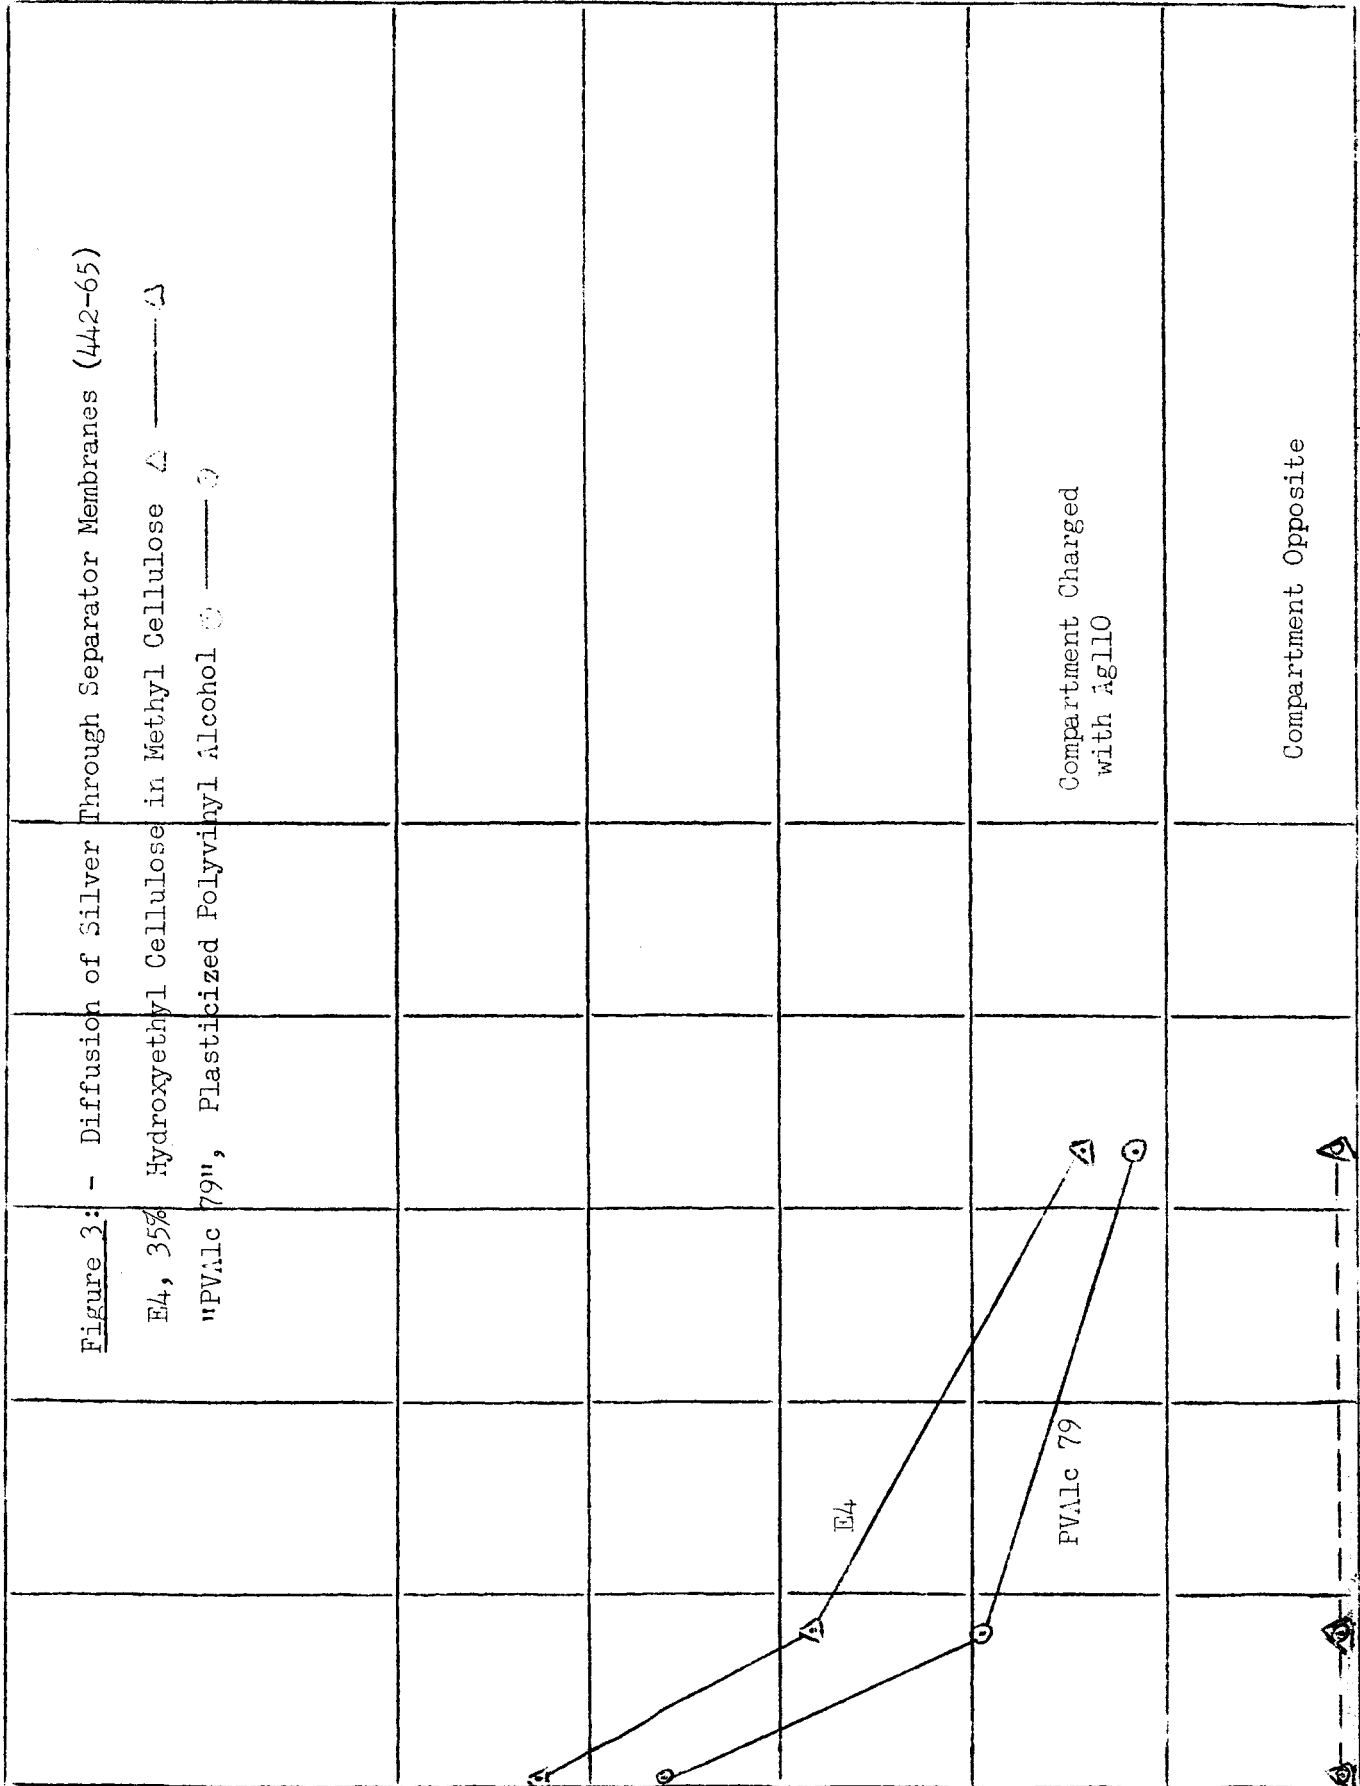 Figure 3: - Diffusion of Silver Through Separator Membranes (442-65)
E4, 35% Hydroxyethyl Cellulose in Methyl Cellulose
"PVAlc 79", Plasticized Polyvinyl Alcohol
E4
PVAlc 79
Compartment Charged
with Ag110
Compartment Opposite